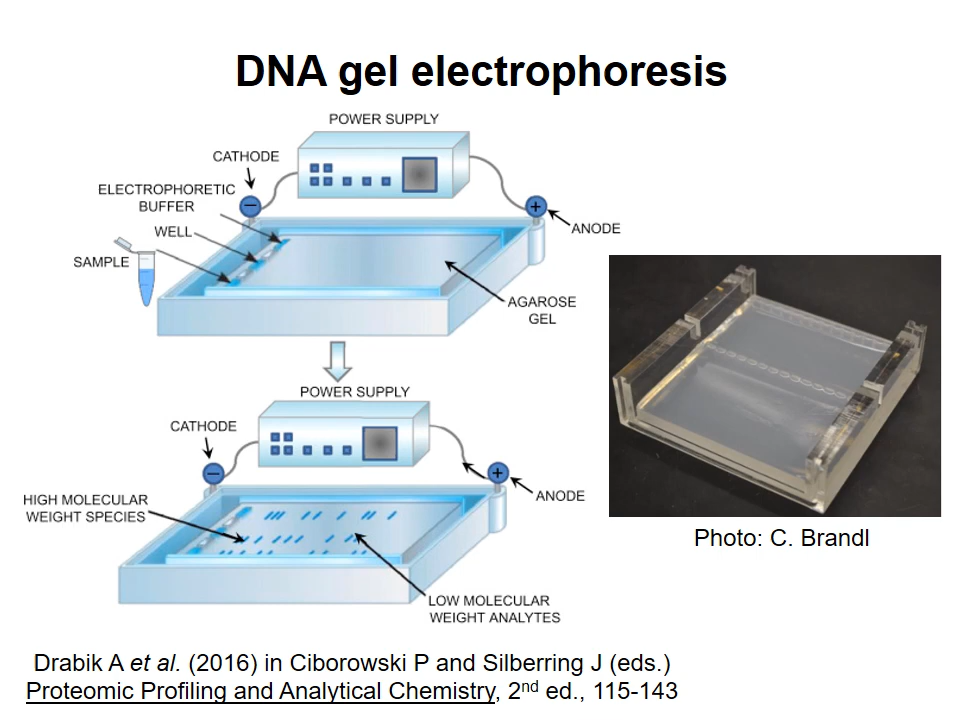 DNA gel electrophoresis
POWER SUPPLY
CATHODE
ELECTROPHORETIC
BUFFER
WELL
SAMPLE
−
+
ANODE
AGAROSE
GEL
POWER SUPPLY
CATHODE
−
+
ANODE
HIGH MOLECULAR
WEIGHT SPECIES
LOW MOLECULAR
WEIGHT ANALYTES
Photo: C. Brandl
Drabik A et al. (2016) in Ciborowski P and Silberring J (eds.)
Proteomic Profiling and Analytical Chemistry, 2nd ed., 115-143